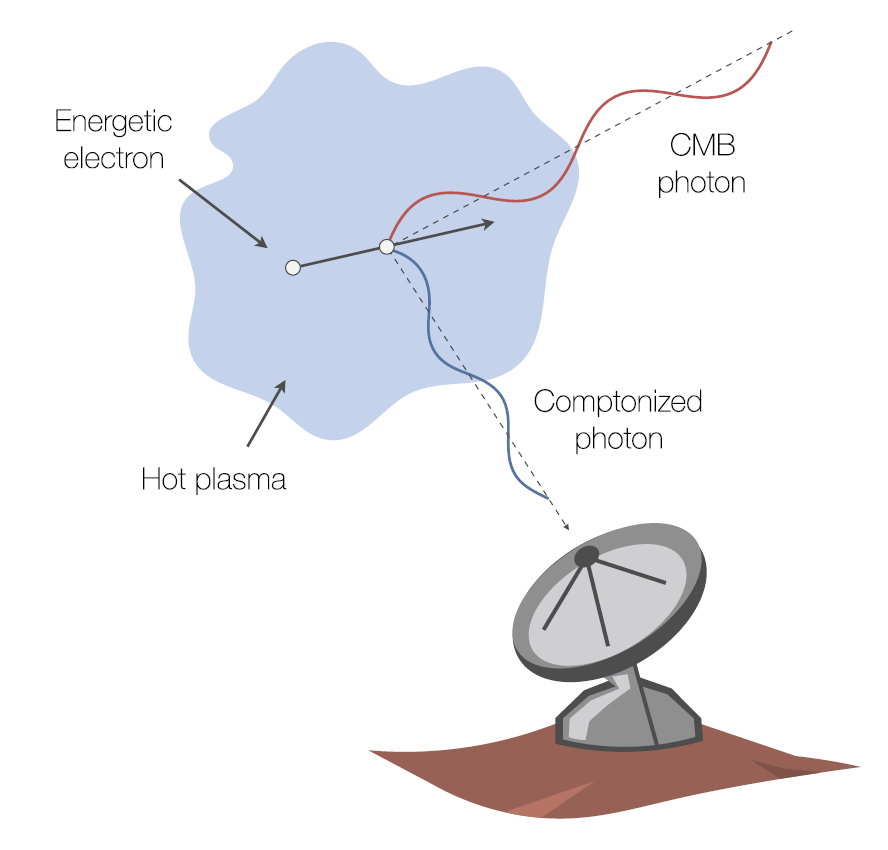 Energetic
electron
CMB
photon
Comptonized
photon
Hot plasma